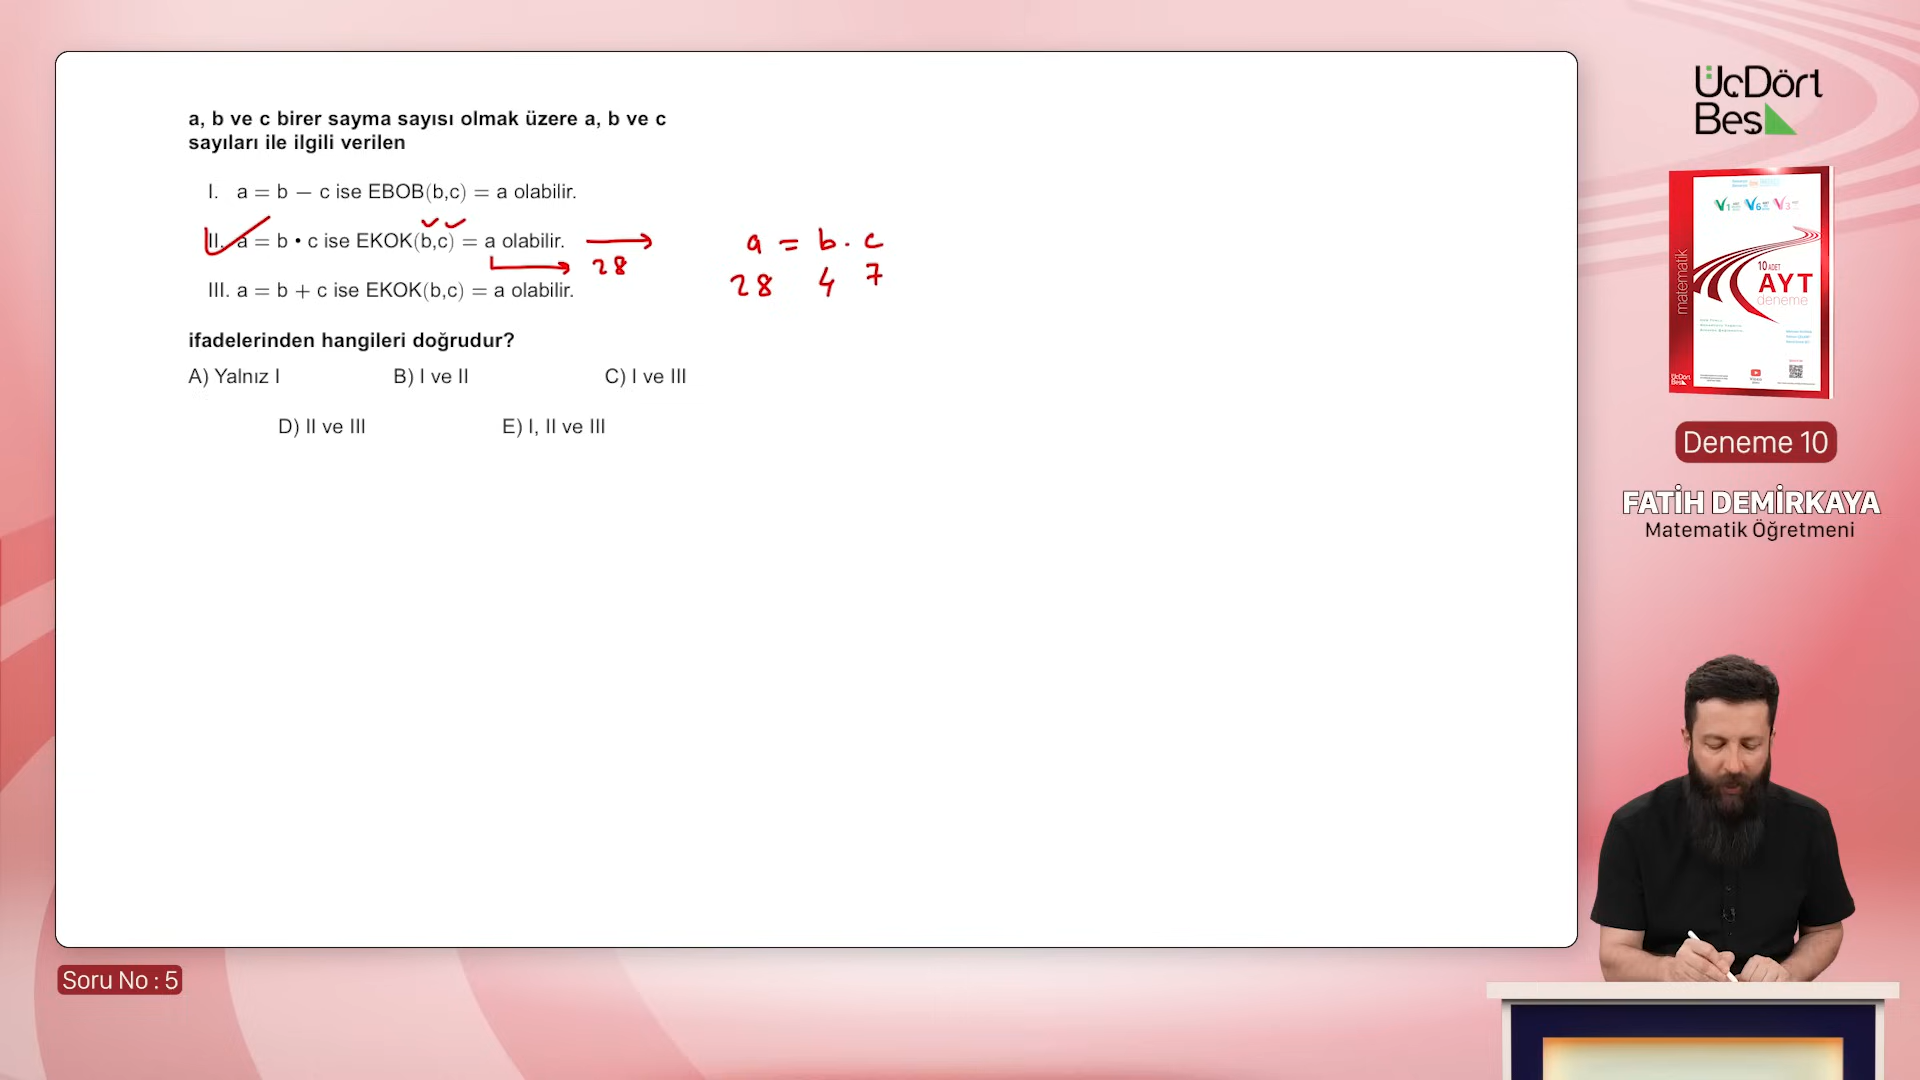 a, b ve c birer sayma sayısı olmak üzere a, b ve c
sayıları ile ilgili verilen
I. a = b − c ise EBOB(b,c) = a olabilir.
II. a = b • c ise EKOK(b,c) = a olabilir.
28
III. a = b + c ise EKOK(b,c) = a olabilir.
a = b . c
28 4 7
ifadelerinden hangileri doğrudur?
A) Yalnız I B) I ve II C) I ve III
D) II ve III E) I, II ve III
ÜçDört
Beş
matematik
10 ADET
AYT
deneme
Deneme 10
FATİH DEMİRKAYA
Matematik Öğretmeni
Soru No : 5